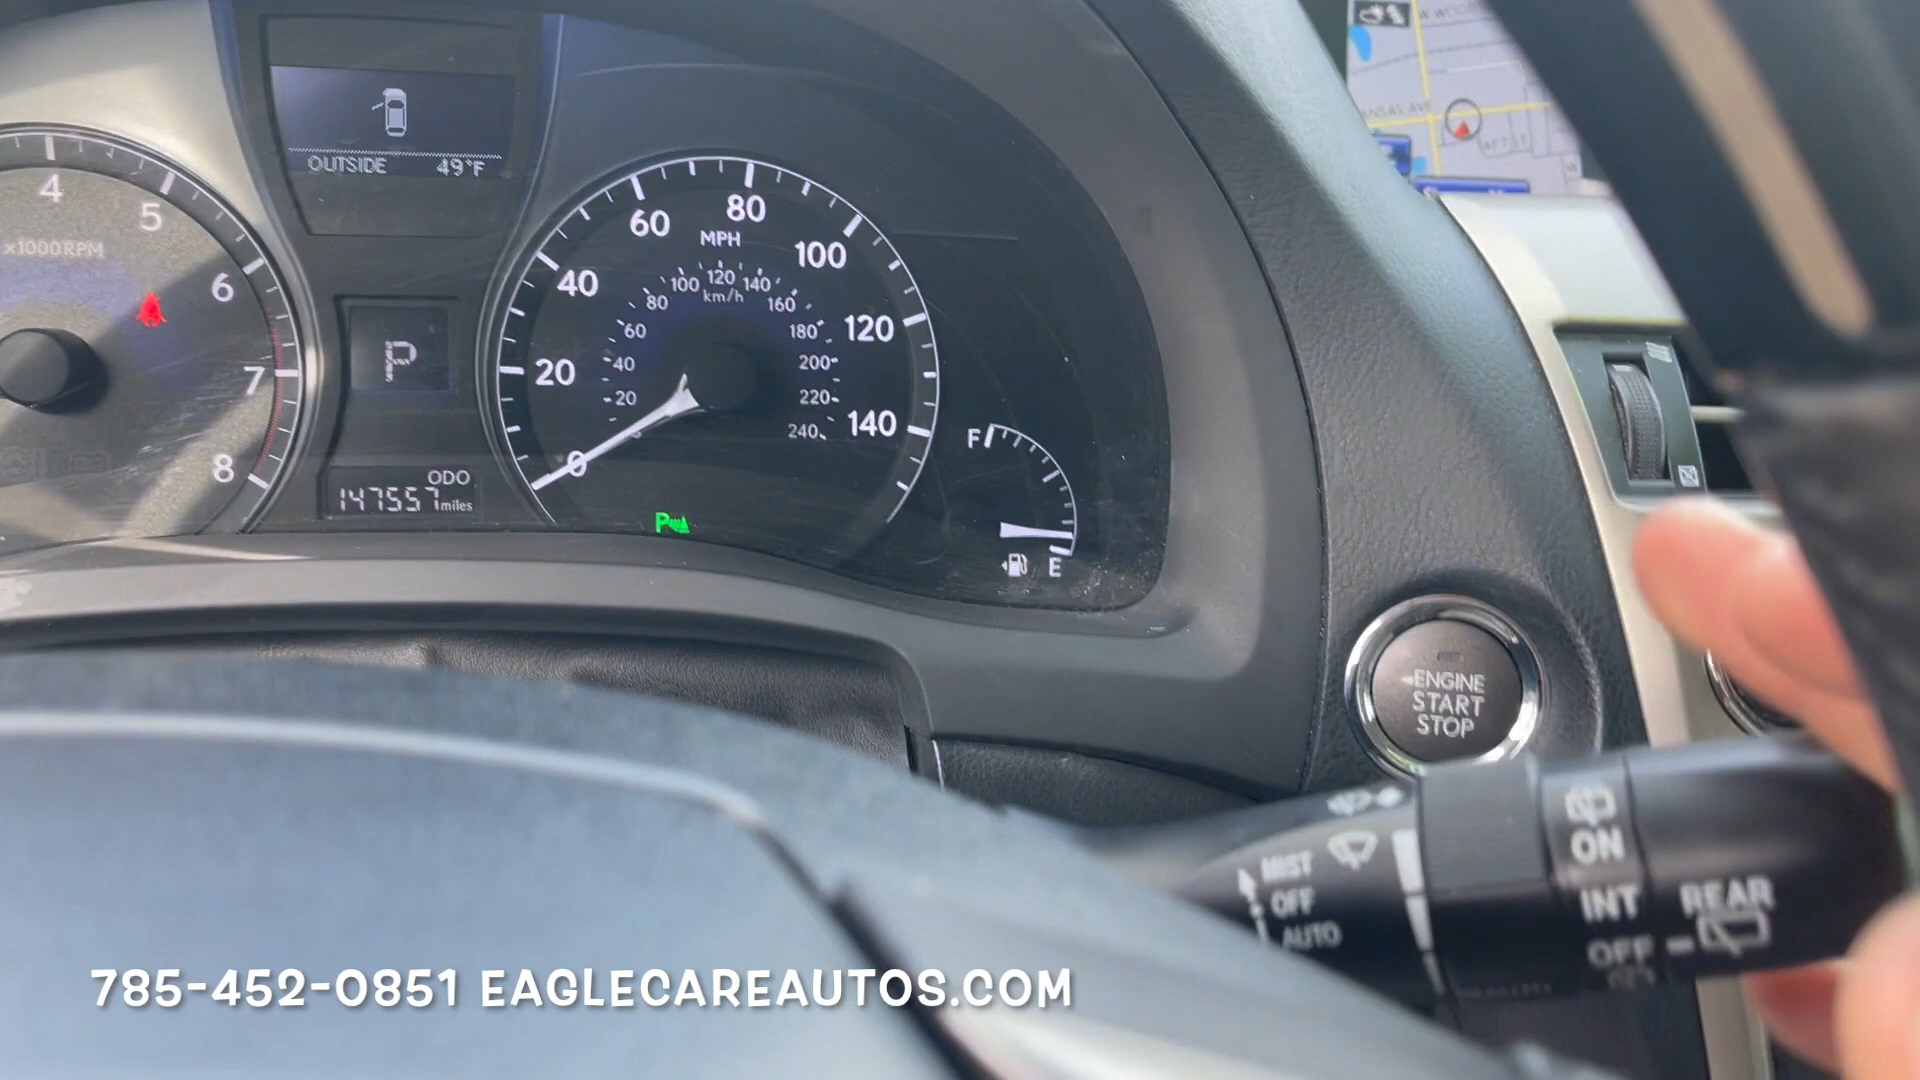 OUTSIDE 49°F
4
5
6
7
8
x1000RPM
P
ODO
147557 miles
0
20
40
60
80
100
120
140
MPH
20
40
60
80
100
120
140
160
180
200
220
240
km/h
P
F
E
ENGINE
START
STOP
MIST
OFF
AUTO
ON
INT
OFF
REAR
785-452-0851 EAGLECAREAUTOS.COM